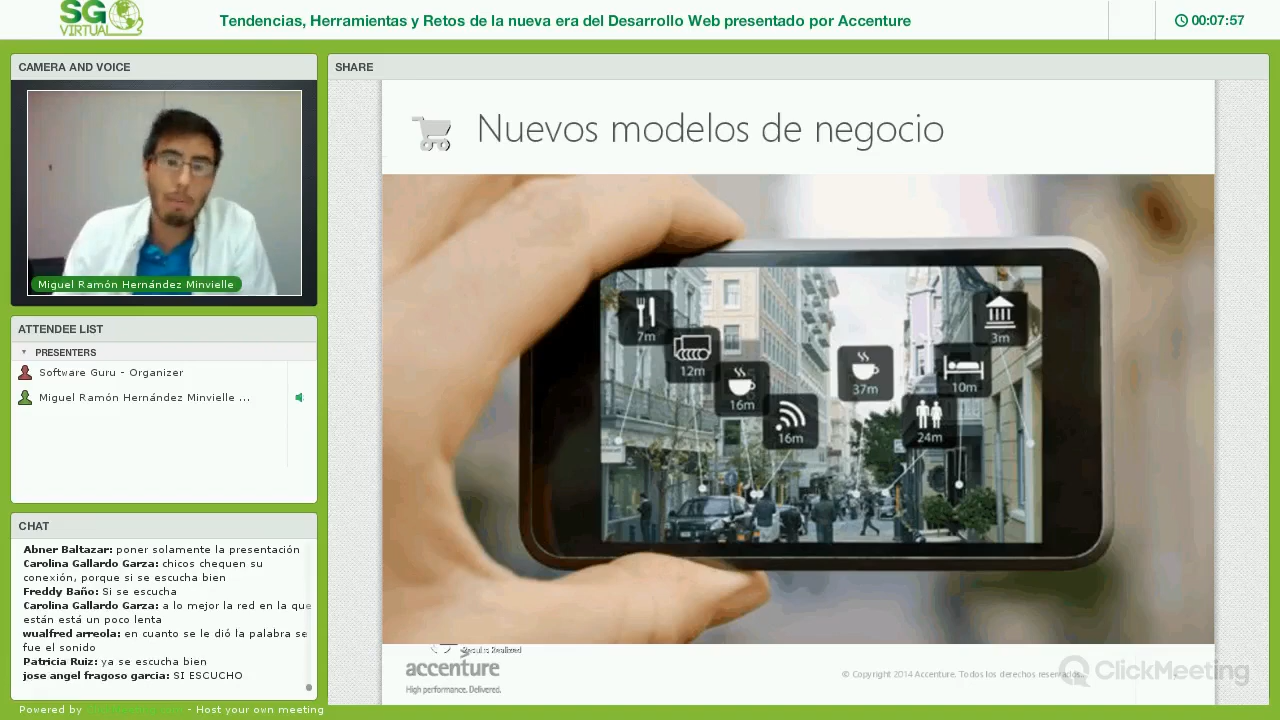 SG
VIRTUAL
Tendencias, Herramientas y Retos de la nueva era del Desarrollo Web presentado por Accenture
00:07:57
CAMERA AND VOICE
Miguel Ramón Hernández Minvielle
ATTENDEE LIST
PRESENTERS
Software Guru - Organizer
Miguel Ramón Hernández Minvielle ...
CHAT
Abner Baltazar: poner solamente la presentación
Carolina Gallardo Garza: chicos chequen su
conexión, porque si se escucha bien
Freddy Baño: Si se escucha
Carolina Gallardo Garza: a lo mejor la red en la que
están está un poco lenta
wualfred arreola: en cuanto se le dió la palabra se
fue el sonido
Patricia Ruiz: ya se escucha bien
jose angel fragoso garcia: SI ESCUCHO
Powered by ClickMeeting.com - Host your own meeting
SHARE
Nuevos modelos de negocio
7m
12m
16m
16m
37m
10m
3m
24m
Results Realized
accenture
High performance. Delivered.
© Copyright 2014 Accenture. Todos los derechos reservados.
ClickMeeting